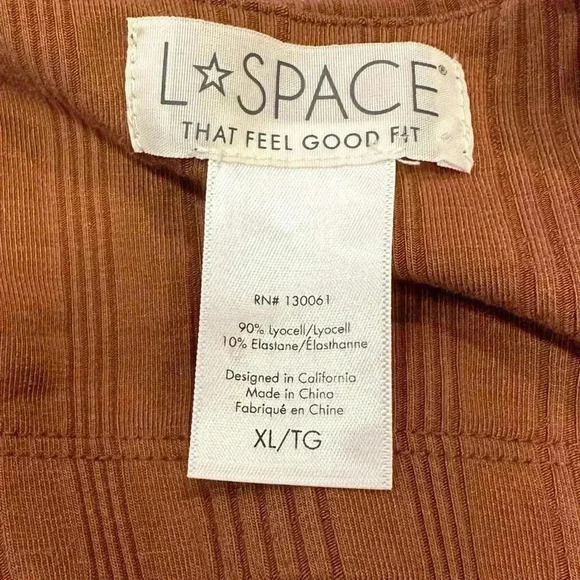 L☆SPACE®
THAT FEEL GOOD FIT
RN# 130061
90% Lyocell/Lyocell
10% Elastane/Élasthanne
Designed in California
Made in China
Fabriqué en Chine
XL/TG